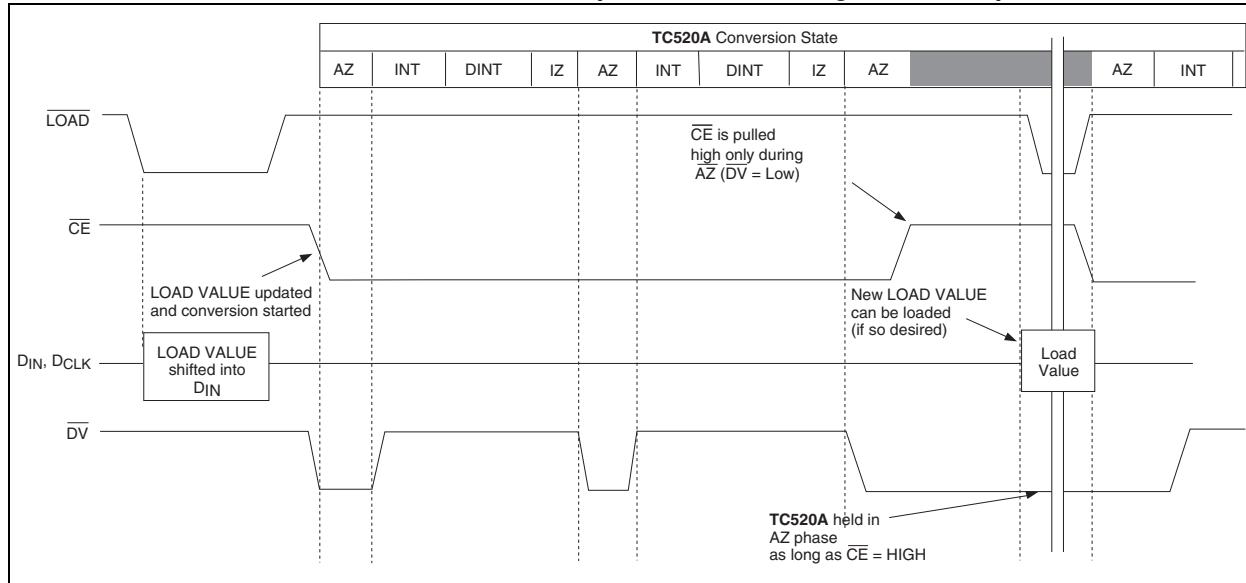 TC520A Conversion State
AZ INT DINT IZ AZ INT DINT IZ AZ AZ INT
LOAD
CE is pulled
high only during
AZ (DV = Low)
CE
LOAD VALUE updated
and conversion started
New LOAD VALUE
can be loaded
(if so desired)
DIN, DCLK
LOAD VALUE
shifted into
DIN
Load
Value
DV
TC520A held in
AZ phase
as long as CE = HIGH